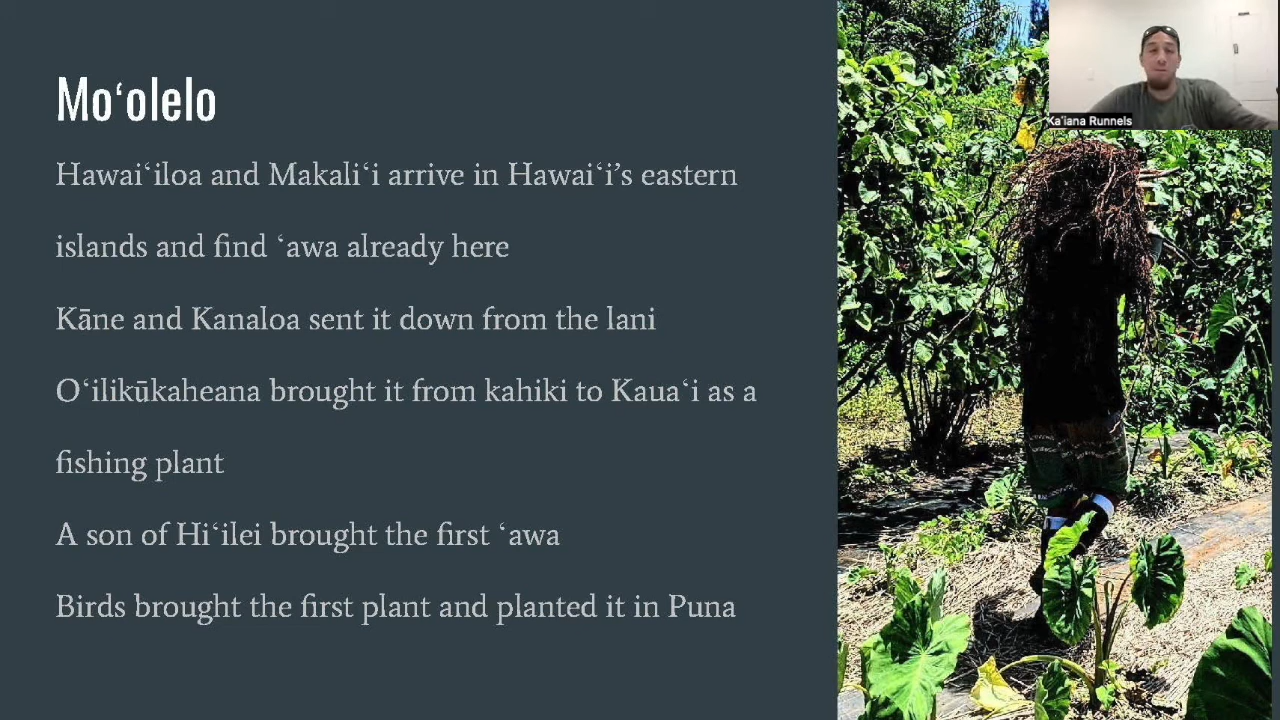 Moʻolelo
Hawaiʻiloa and Makaliʻi arrive in Hawaiʻi’s eastern
islands and find ʻawa already here
Kāne and Kanaloa sent it down from the lani
Oʻilikūkaheana brought it from kahiki to Kauaʻi as a
fishing plant
A son of Hiʻilei brought the first ʻawa
Birds brought the first plant and planted it in Puna
Ka'iana Runnels